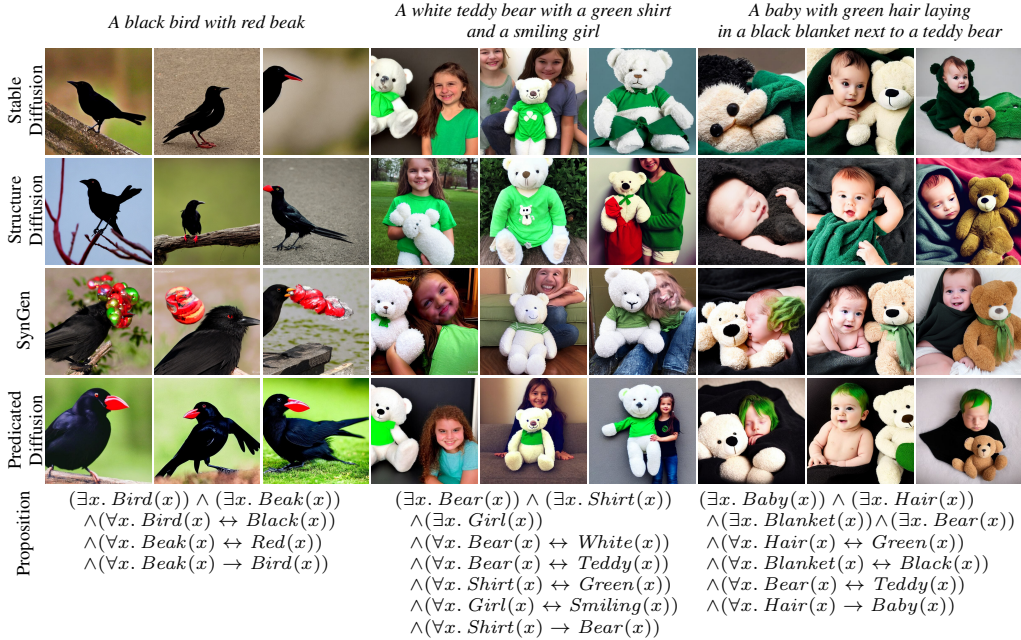 A black bird with red beak
A white teddy bear with a green shirt
and a smiling girl
A baby with green hair laying
in a black blanket next to a teddy bear
Stable
Diffusion
Structure
Diffusion
SynGen
Predicated
Diffusion
Proposition
(∃x. Bird(x)) ∧ (∃x. Beak(x))
∧(∀x. Bird(x) ↔ Black(x))
∧(∀x. Beak(x) ↔ Red(x))
∧(∀x. Beak(x) → Bird(x))
(∃x. Bear(x)) ∧ (∃x. Shirt(x))
∧(∃x. Girl(x))
∧(∀x. Bear(x) ↔ White(x))
∧(∀x. Bear(x) ↔ Teddy(x))
∧(∀x. Shirt(x) ↔ Green(x))
∧(∀x. Girl(x) ↔ Smiling(x))
∧(∀x. Shirt(x) → Bear(x))
(∃x. Baby(x)) ∧ (∃x. Hair(x))
∧(∃x. Blanket(x))∧(∃x. Bear(x))
∧(∀x. Hair(x) ↔ Green(x))
∧(∀x. Blanket(x) ↔ Black(x))
∧(∀x. Bear(x) ↔ Teddy(x))
∧(∀x. Hair(x) → Baby(x))